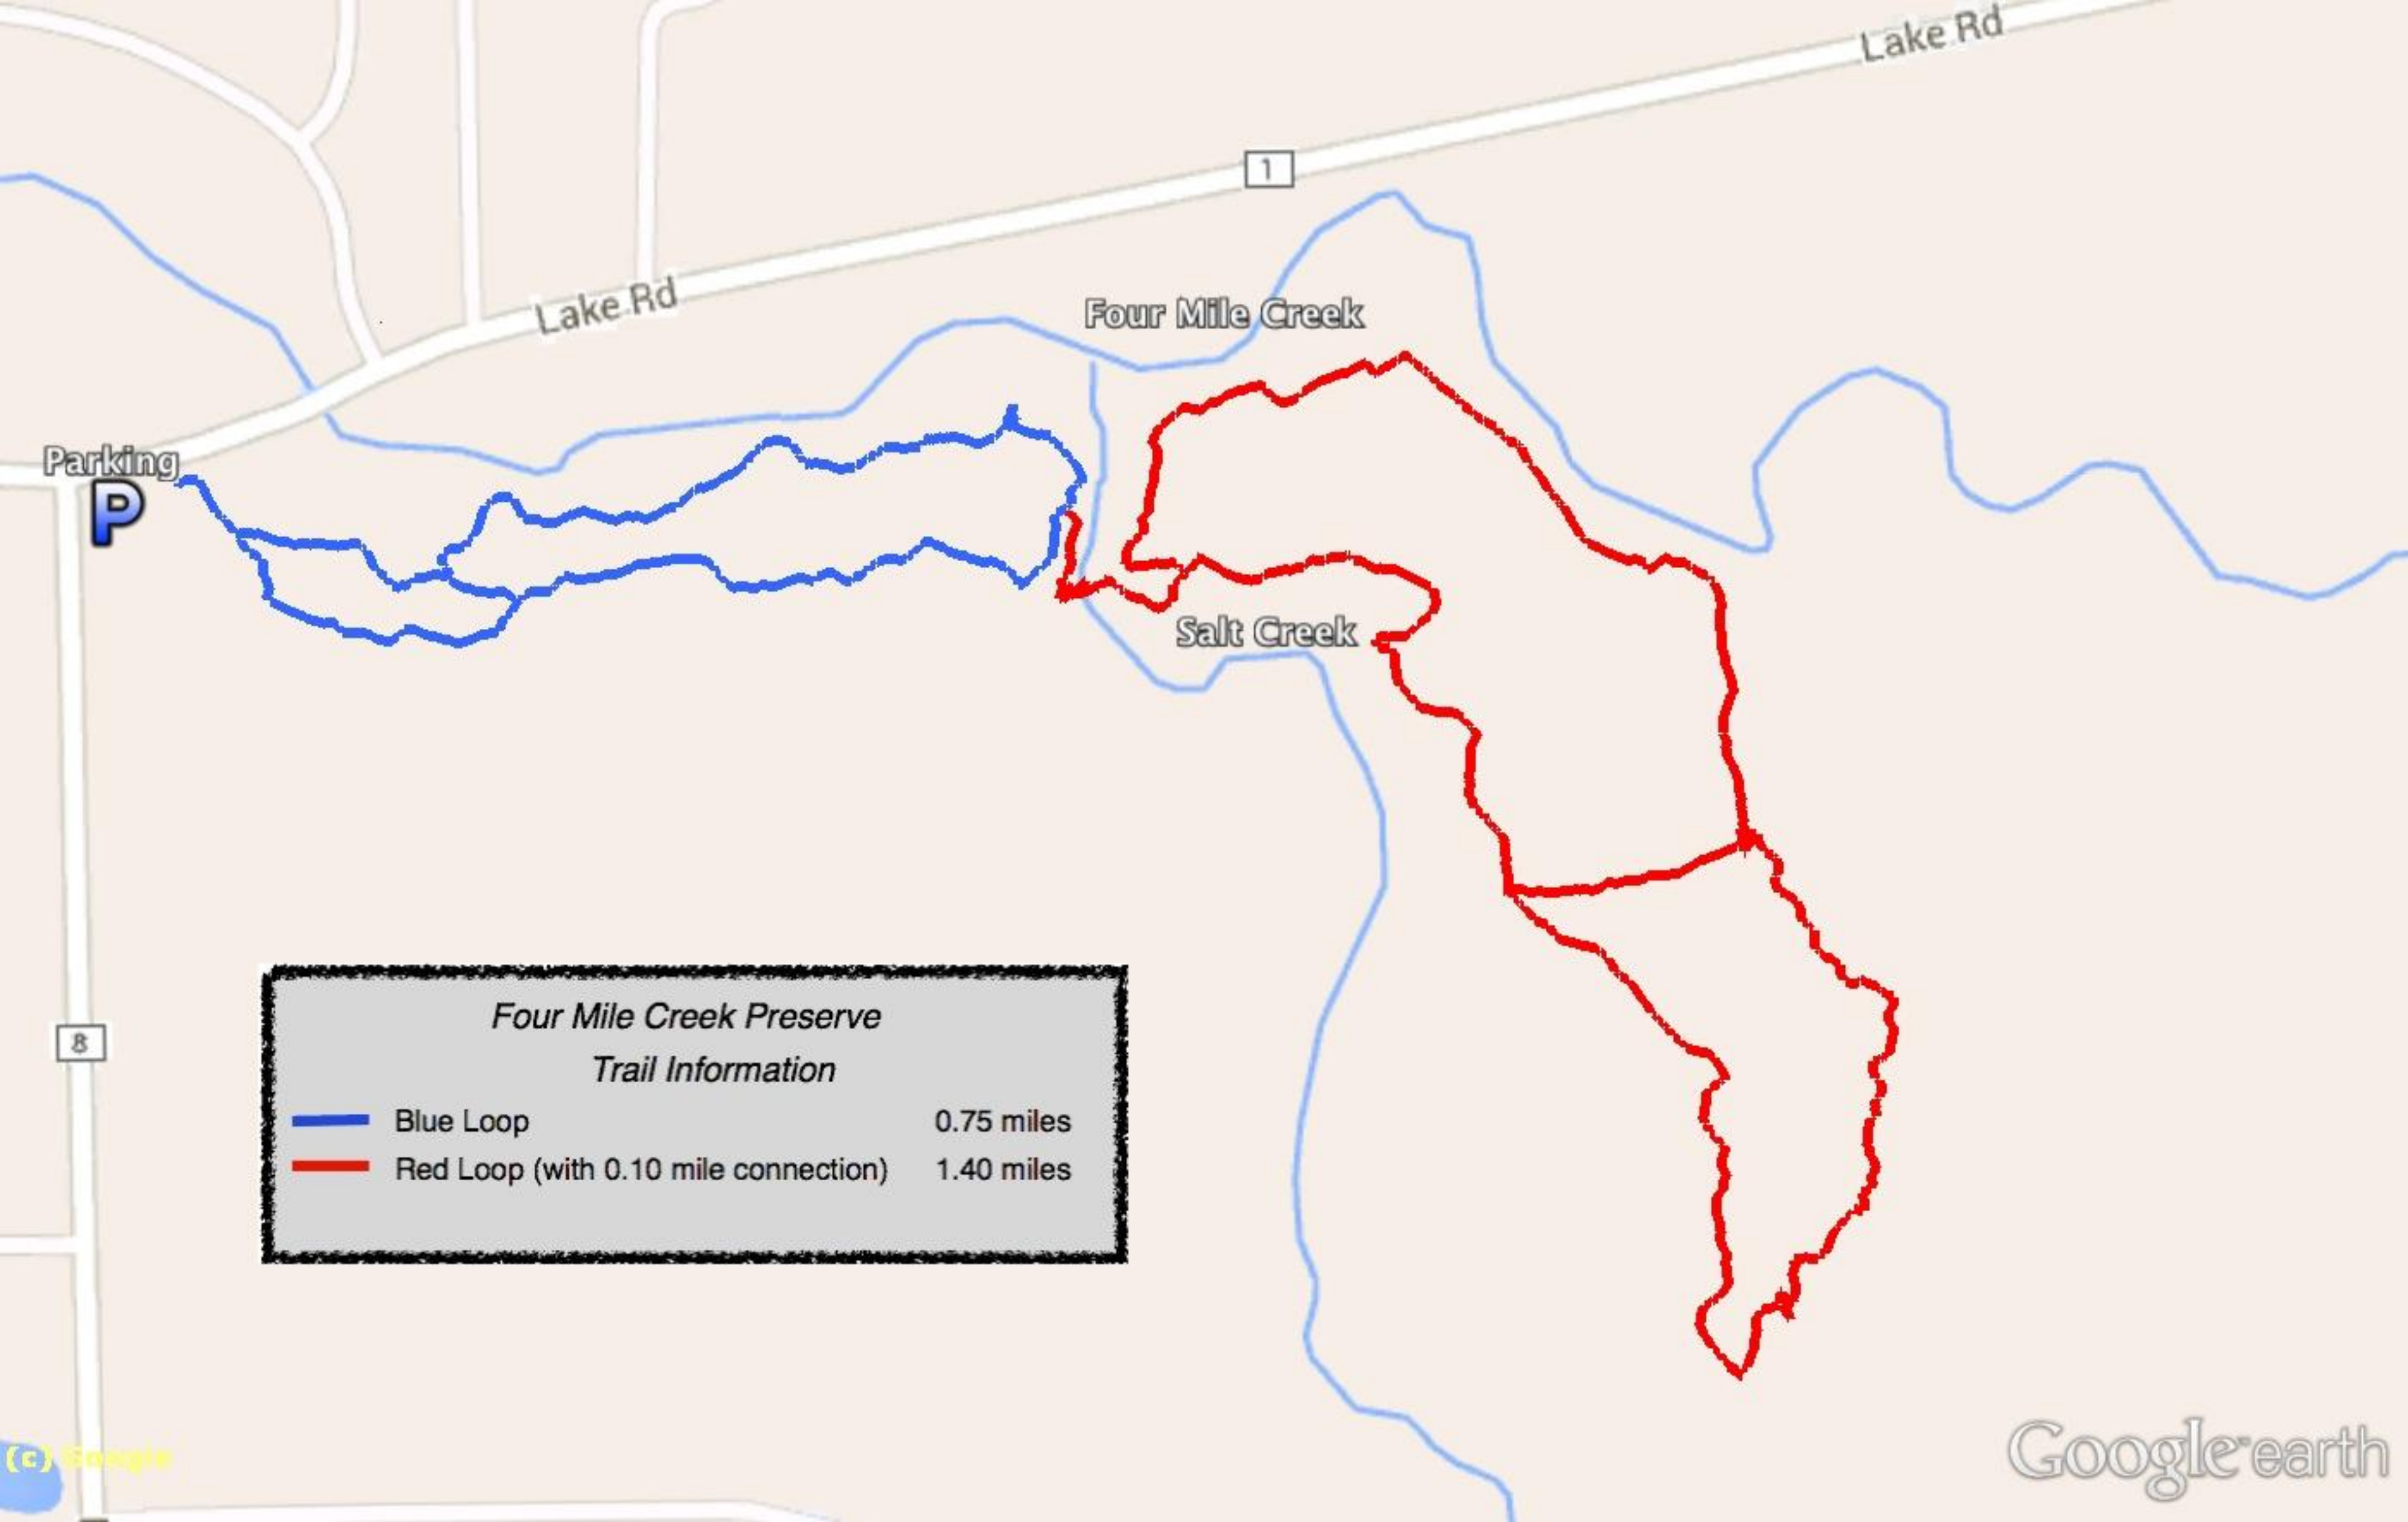 Lake Rd
1
Lake Rd
Four Mile Creek
Parking
P
Salt Creek
8
Four Mile Creek Preserve
Trail Information
Blue Loop 0.75 miles
Red Loop (with 0.10 mile connection) 1.40 miles
(c) Google
Google earth